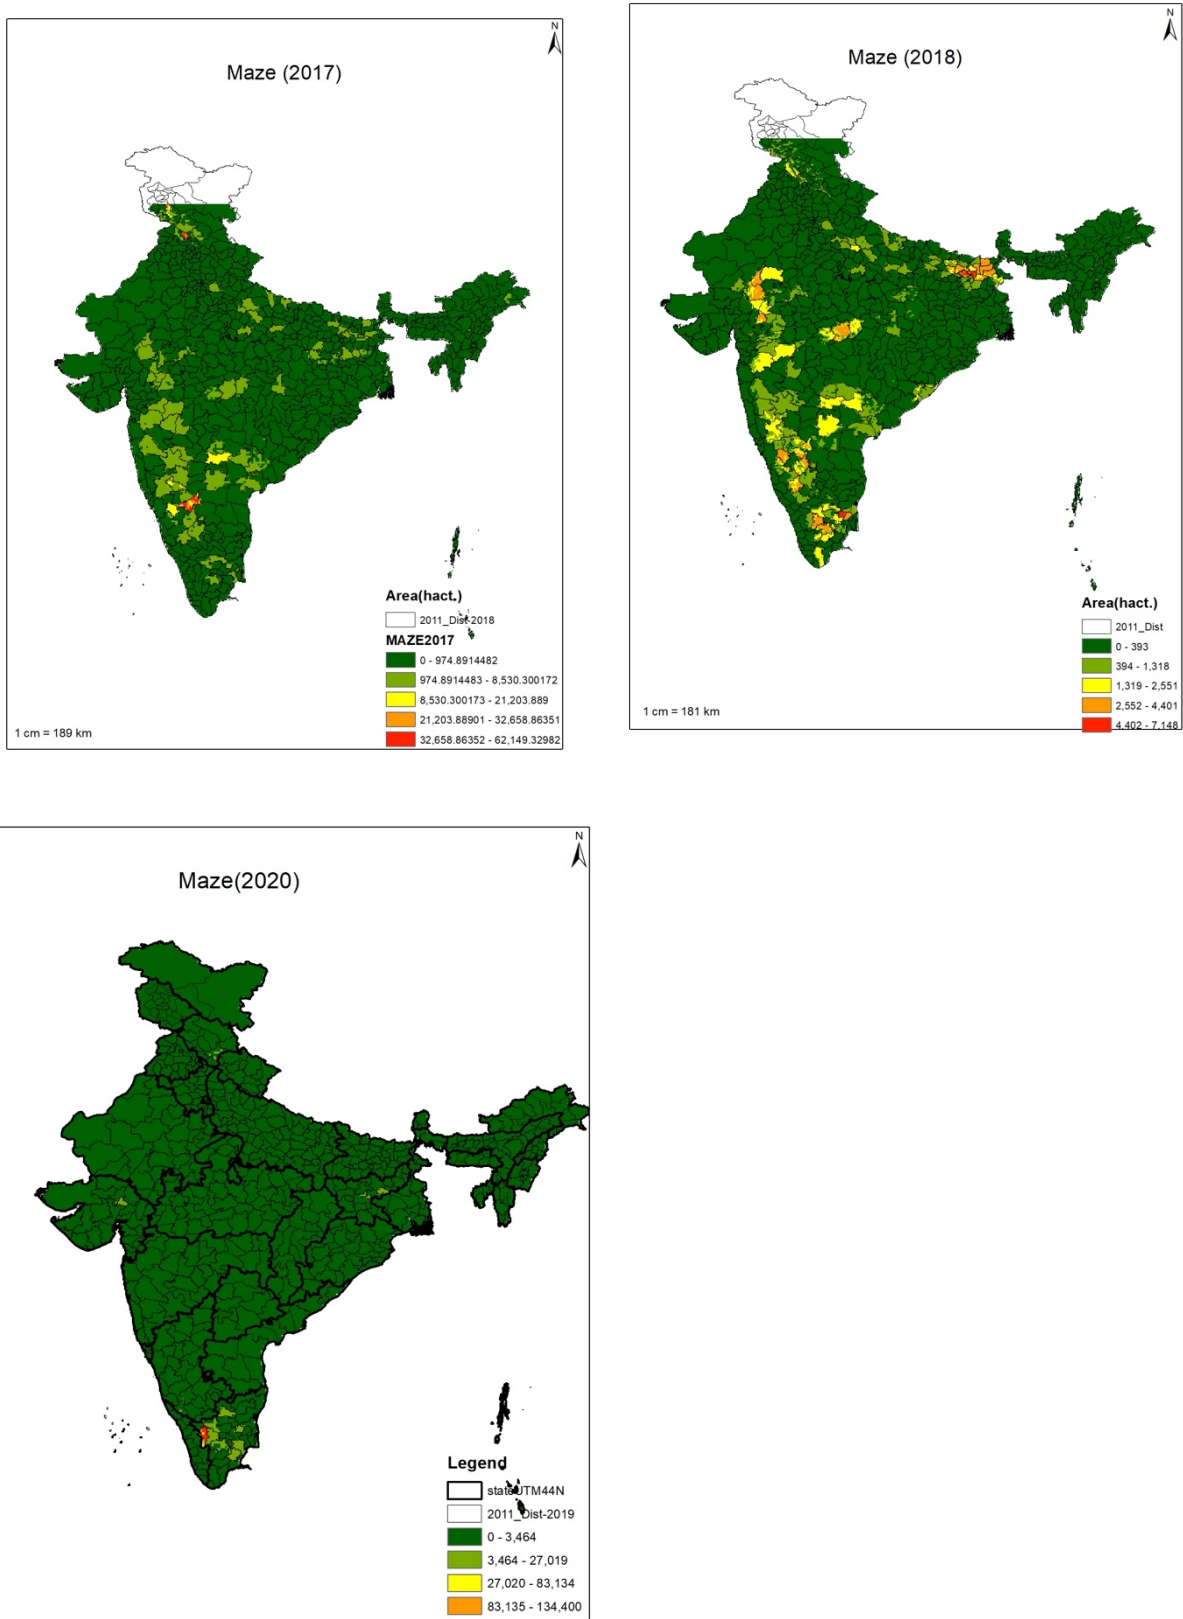 N
Maze (2017)
Area(hact.)
2011_Dist-2018
MAZE2017
0 - 974.8914482
974.8914483 - 8,530.300172
8,530.300173 - 21,203.889
21,203.88901 - 32,658.86351
32,658.86352 - 62,149.32982
1 cm = 189 km
N
Maze (2018)
Area(hact.)
2011_Dist
0 - 393
394 - 1,318
1,319 - 2,551
2,552 - 4,401
4,402 - 7,148
1 cm = 181 km
N
Maze(2020)
Legend
stateUTM44N
2011_Dist-2019
0 - 3,464
3,464 - 27,019
27,020 - 83,134
83,135 - 134,400